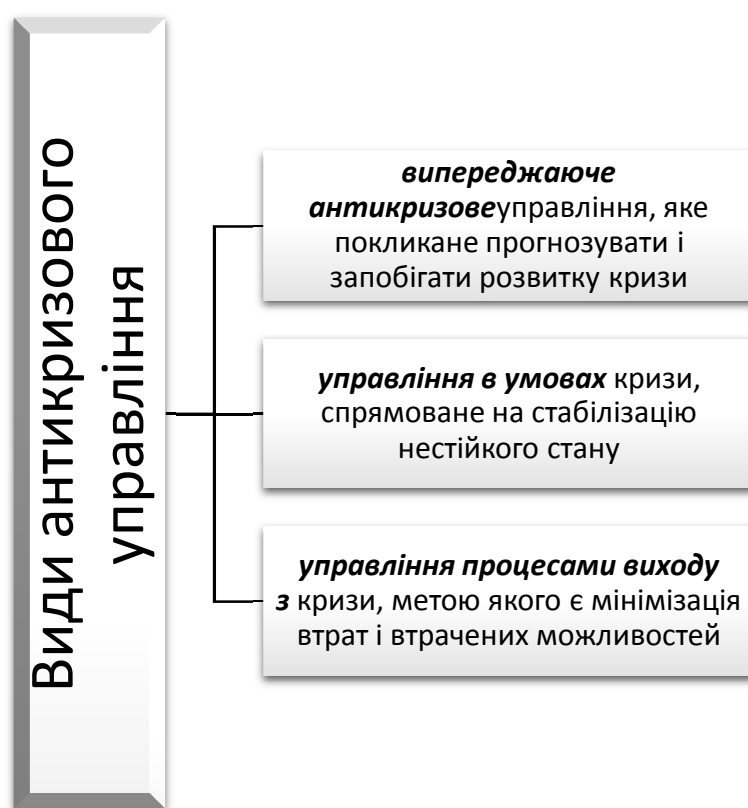 Види антикризового
управління
випереджаюче
антикризовеуправління, яке
покликане прогнозувати і
запобігати розвитку кризи
управління в умовах кризи,
спрямоване на стабілізацію
нестійкого стану
управління процесами виходу
з кризи, метою якого є мінімізація
втрат і втрачених можливостей